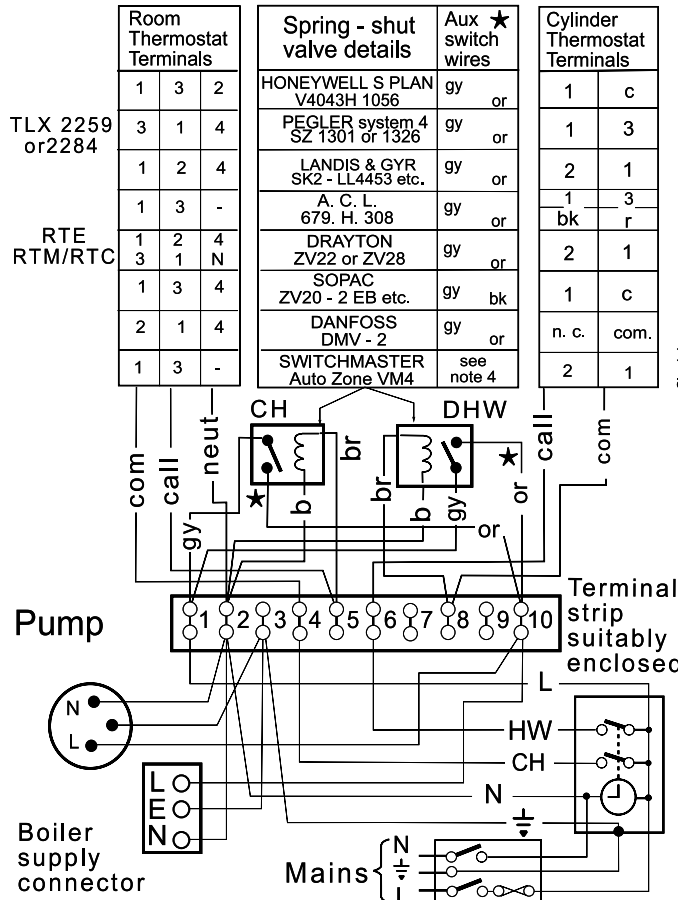 Room
Thermostat
Terminals
Spring - shut
valve details
Aux ★
switch
wires
Cylinder
Thermostat
Terminals
1 3 2
HONEYWELL S PLAN
V4043H 1056
gy or
1 c
TLX 2259
or2284
3 1 4
PEGLER system 4
SZ 1301 or 1326
gy or
1 3
1 2 4
LANDIS & GYR
SK2 - LL4453 etc.
gy or
2 1
1 3 -
A. C. L.
679. H. 308
gy or
1 3
bk r
RTE
RTM/RTC
1 2 4
3 1 N
DRAYTON
ZV22 or ZV28
gy or
2 1
1 3 4
SOPAC
ZV20 - 2 EB etc.
gy bk
1 c
2 1 4
DANFOSS
DMV - 2
gy or
n. c. com.
1 3 -
SWITCHMASTER
Auto Zone VM4
see
note 4
2 1
CH
DHW
com
call
neut
gy
★
b
br
br
b
gy
★
or
or
call
com
1 2 3 4 5 6 7 8 9 10
Terminal
strip
suitably
enclosed
Pump
N
L
L
HW
CH
N
L
E
N
Boiler
supply
connector
Mains
N
L